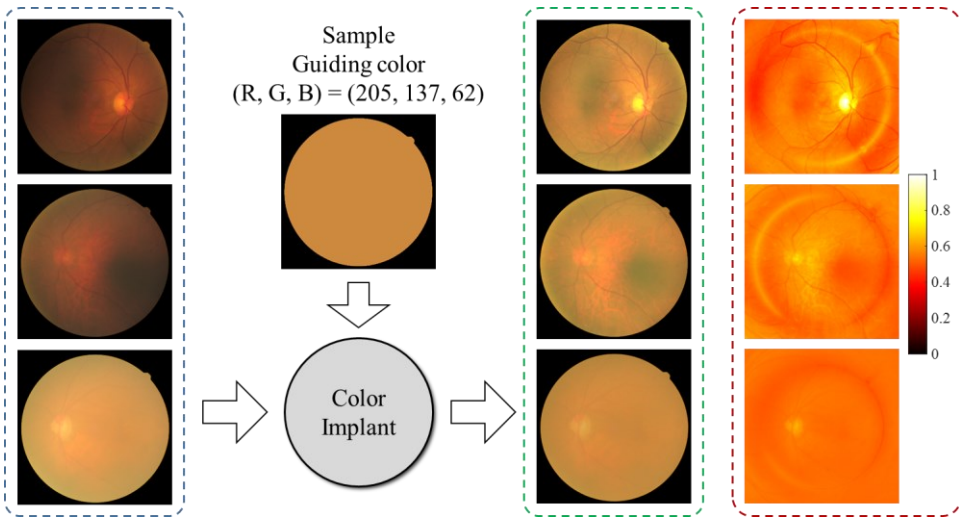 Sample
Guiding color
(R, G, B) = (205, 137, 62)
Color
Implant
1
0.8
0.6
0.4
0.2
0